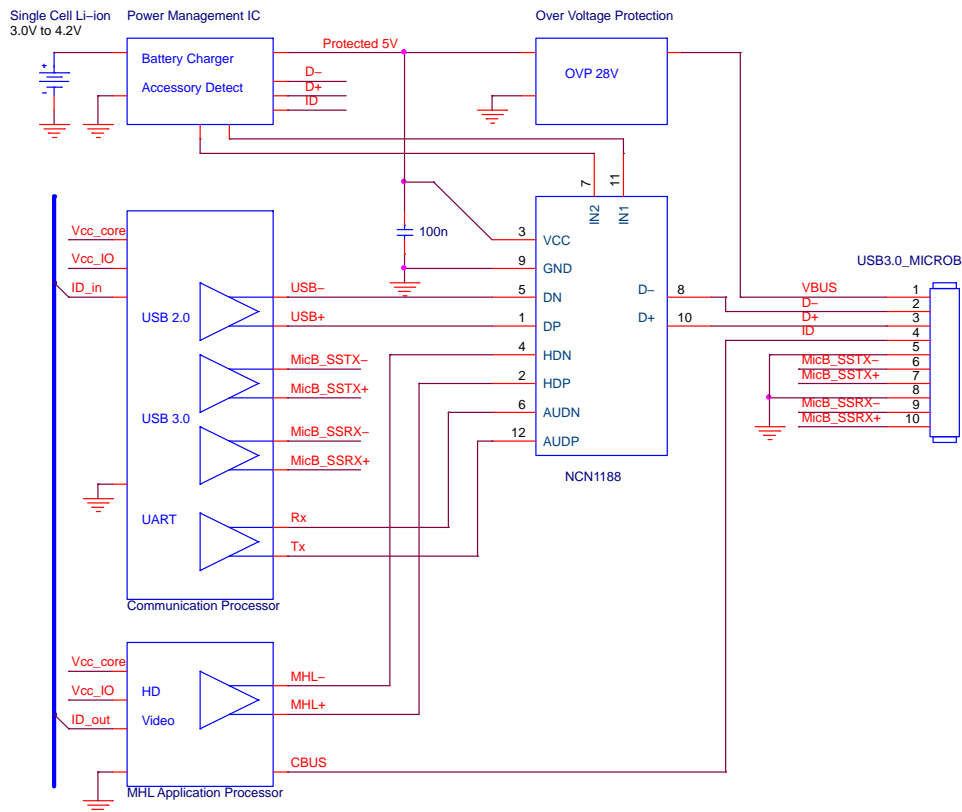 Single Cell Li–ion
3.0V to 4.2V
Power Management IC
Over Voltage Protection
Protected 5V
Battery Charger
Accessory Detect
D–
D+
ID
OVP 28V
+
-
7
11
IN2
IN1
Vcc_core
Vcc_IO
ID_in
100n
3
VCC
9
GND
5
DN
1
DP
4
HDN
2
HDP
6
AUDN
12
AUDP
D–
8
D+
10
NCN1188
USB3.0_MICROB
VBUS
1
D–
2
D+
3
ID
4
5
MicB_SSTX–
6
MicB_SSTX+
7
8
MicB_SSRX–
9
MicB_SSRX+
10
USB 2.0
USB–
USB+
USB 3.0
MicB_SSTX–
MicB_SSTX+
MicB_SSRX–
MicB_SSRX+
UART
Rx
Tx
Communication Processor
Vcc_core
Vcc_IO
ID_out
HD
Video
MHL–
MHL+
CBUS
MHL Application Processor